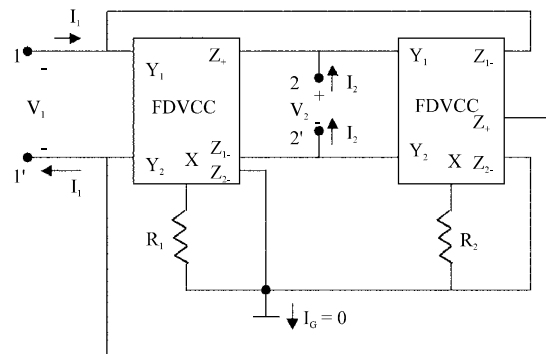 I₁
1
-
Y₁
Z₊
2
I₂
Y₁
Z₁₋
+
V₁
FDVCC
V₂
FDVCC
Z₊
-
-
2'
I₂
Y₂
X
Z₁₋
Z₂₋
Y₂
X
Z₂₋
1'
I₁
R₁
R₂
I_G = 0